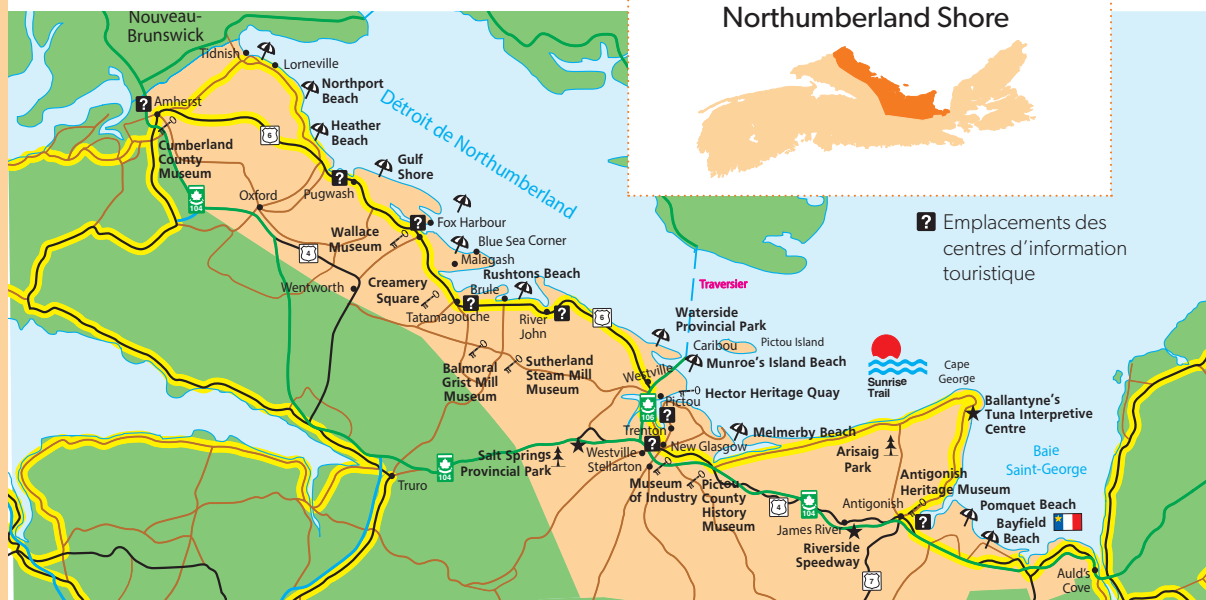 Northumberland Shore
Nouveau-
Brunswick
Tidnish
Lorneville
Northport
Beach
Amherst
6
Heather
Beach
Détroit de Northumberland
Cumberland
County
Museum
Gulf
Shore
104
Oxford
Pugwash
? Emplacements des
centres d'information
touristique
Fox Harbour
Wallace
Museum
4
Blue Sea Corner
Malagash
Rushtons Beach
Wentworth
Creamery
Square
Brule
Tatamagouche
River
John
6
Traversier
Waterside
Provincial Park
Caribou
Pictou Island
Munroe's Island Beach
Balmoral
Grist Mill
Museum
Sutherland
Steam Mill
Museum
Westville
106
Pictou
Hector Heritage Quay
Sunrise
Trail
Cape
George
Ballantyne's
Tuna Interpretive
Centre
Trenton
Melmerby Beach
New Glasgow
Westville
Stellarton
Salt Springs
Provincial Park
104
Truro
Arisaig
Park
Baie
Saint-George
Museum
of Industry
Pictou
County
History
Museum
4
104
Antigonish
Antigonish
Heritage Museum
Pomquet Beach
Bayfield
Beach
James River
Riverside
Speedway
7
Auld's
Cove